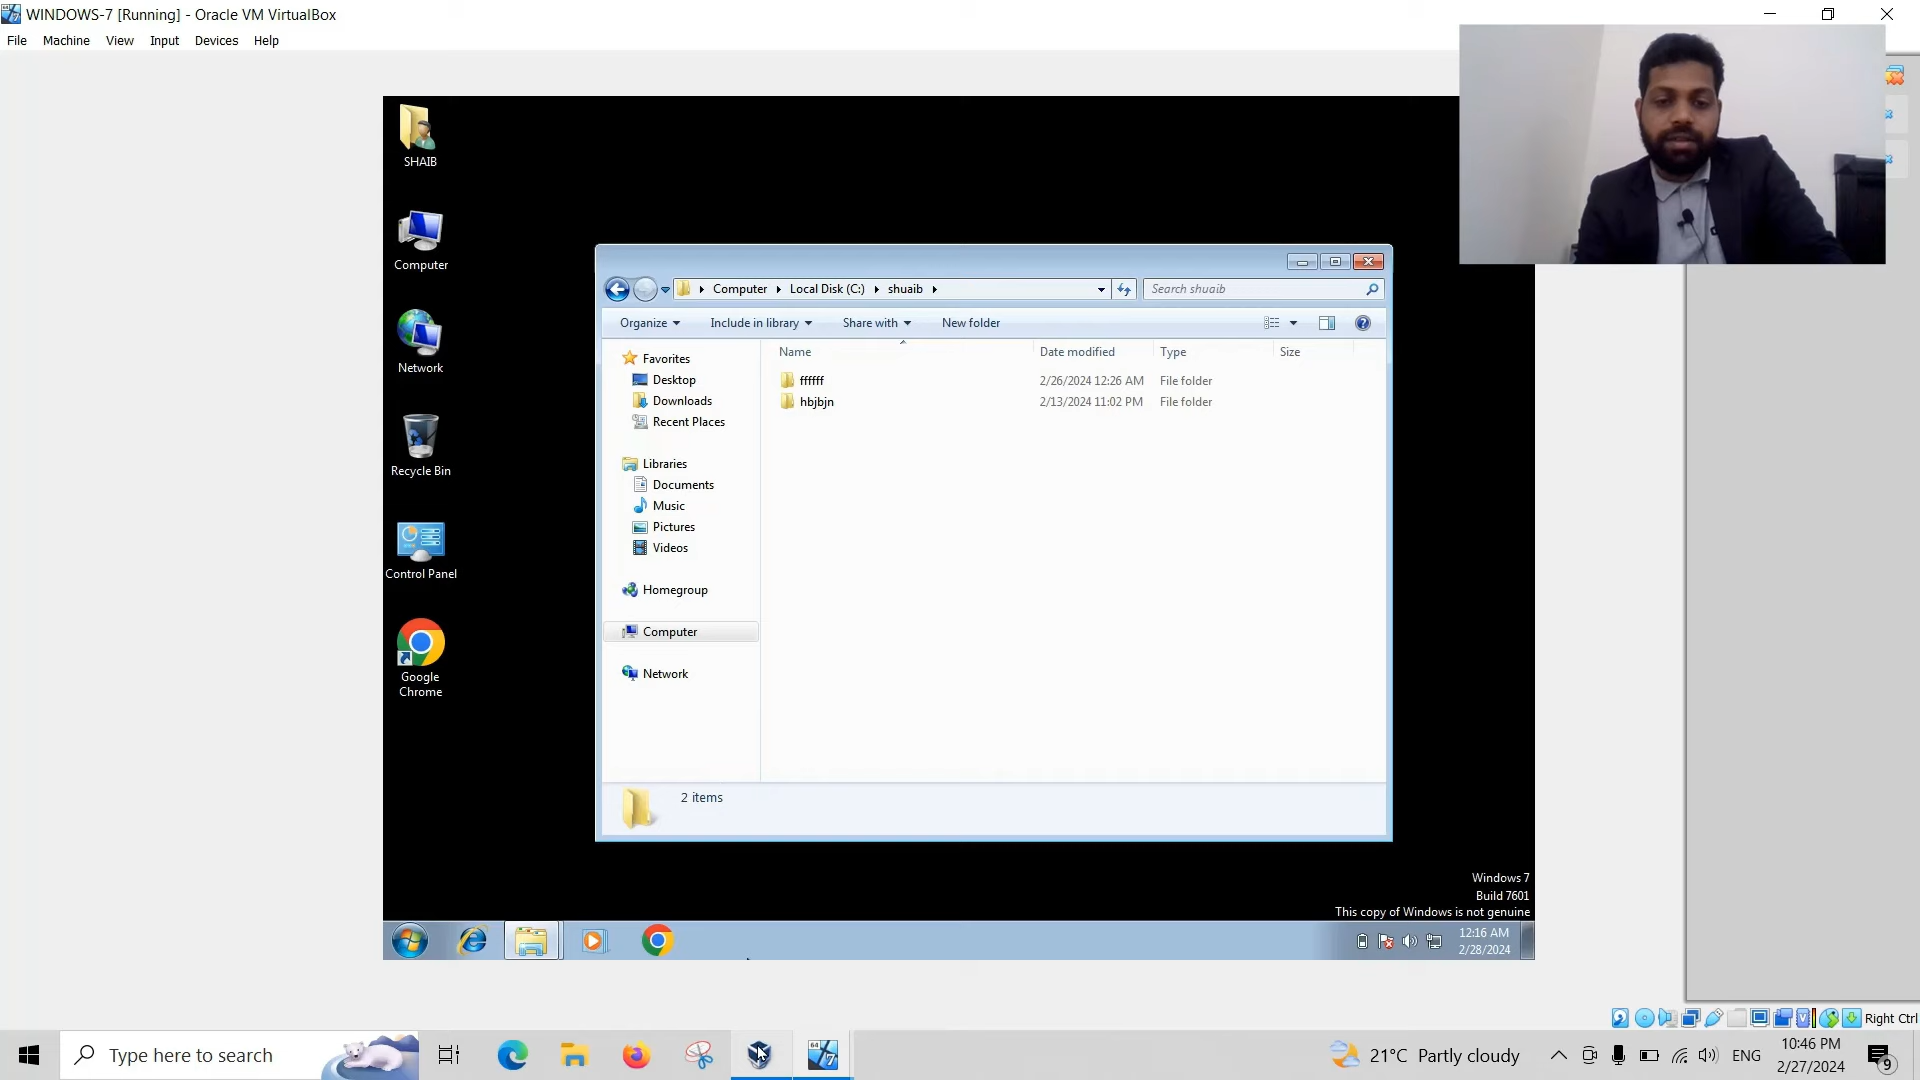 WINDOWS-7 [Running] - Oracle VM VirtualBox
File Machine View Input Devices Help
SHAIB
Computer
Network
Recycle Bin
Control Panel
Google
Chrome
Computer Local Disk (C:) shuaib
Search shuaib
Organize Include in library Share with New folder
Favorites
Desktop
Downloads
Recent Places
Libraries
Documents
Music
Pictures
Videos
Homegroup
Computer
Network
Name Date modified Type Size
ffffff 2/26/2024 12:26 AM File folder
hbjbjn 2/13/2024 11:02 PM File folder
2 items
Windows 7
Build 7601
This copy of Windows is not genuine
12:16 AM
2/28/2024
Right Ctrl
Type here to search
21°C Partly cloudy
ENG
10:46 PM
2/27/2024
9